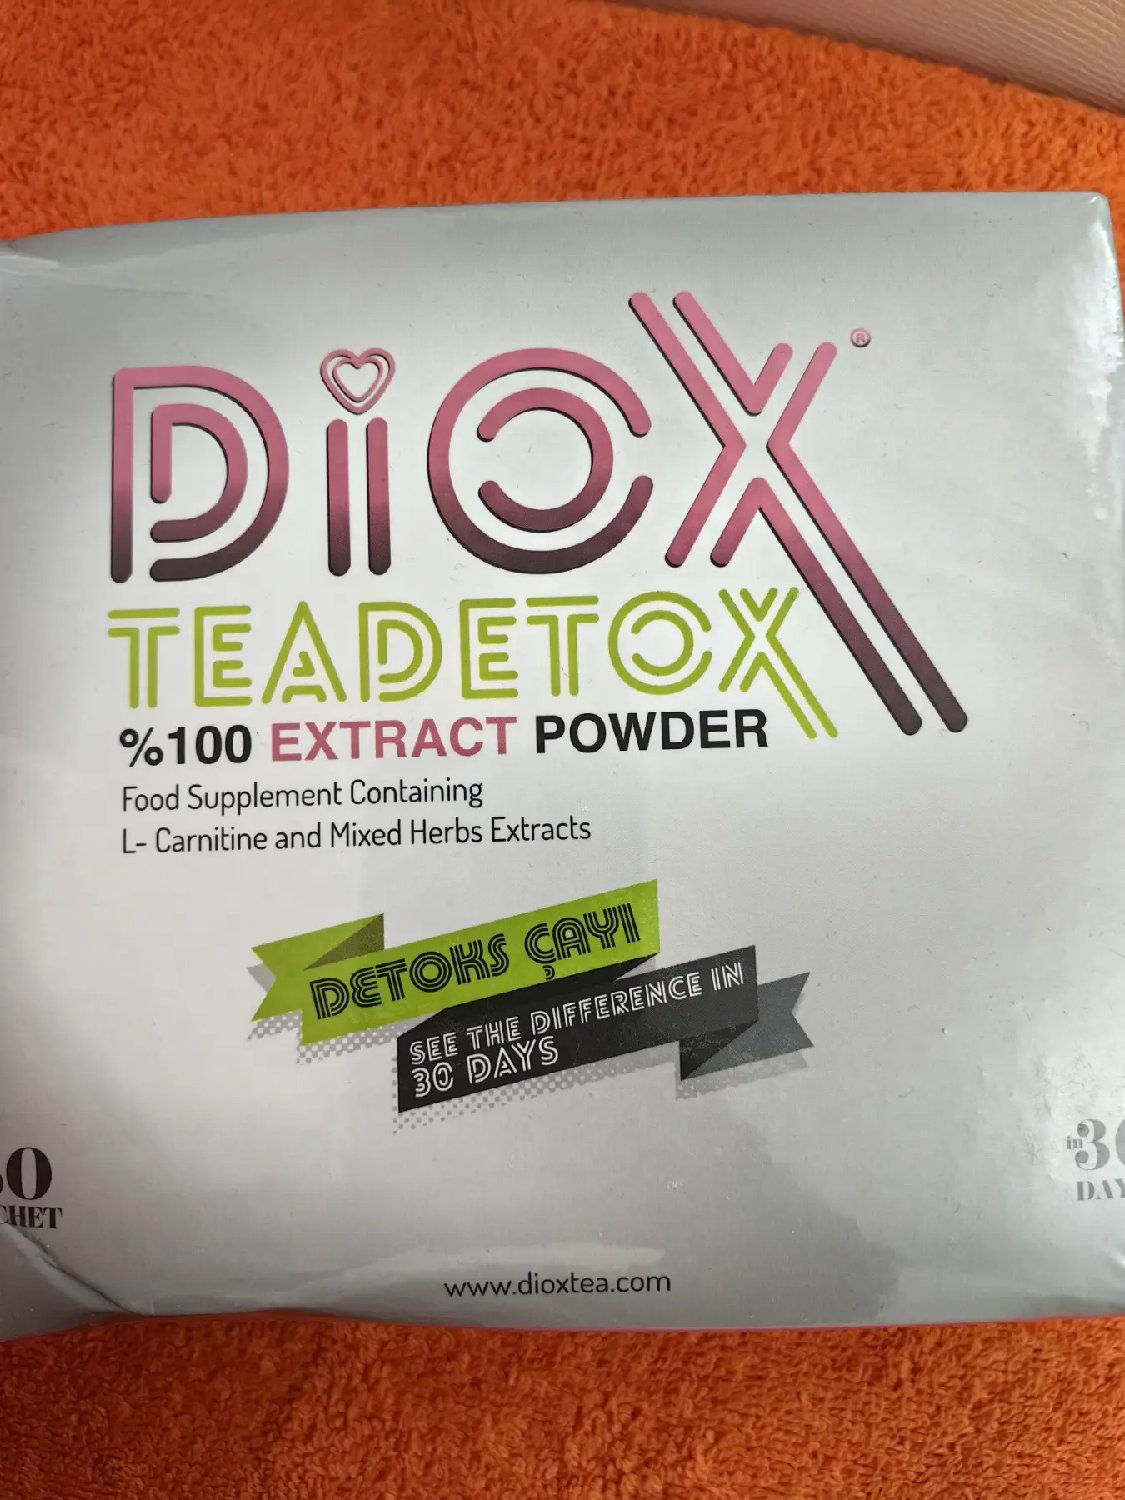 DiOX®
TEADETOX
%100 EXTRACT POWDER
Food Supplement Containing
L- Carnitine and Mixed Herbs Extracts
DETOKS ÇAYI
SEE THE DIFFERENCE IN
30 DAYS
in
www.dioxtea.com